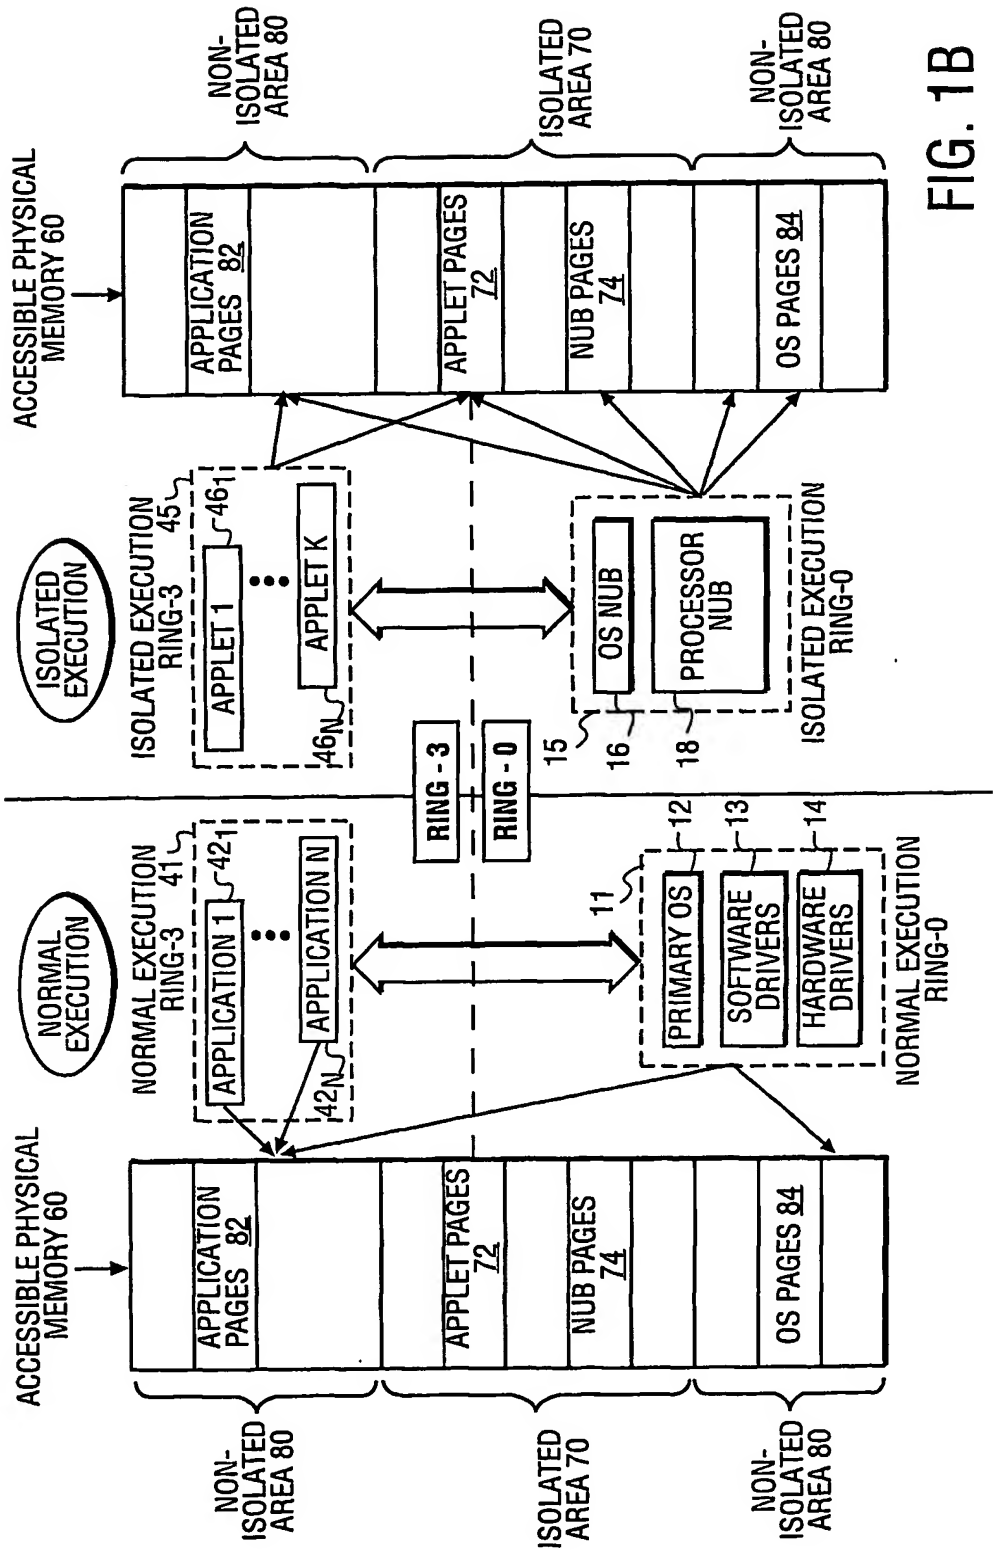 ACCESSIBLE PHYSICAL
MEMORY 60
NORMAL
EXECUTION
ISOLATED
EXECUTION
ACCESSIBLE PHYSICAL
MEMORY 60
NON-
ISOLATED
AREA 80
APPLICATION
PAGES 82
NORMAL EXECUTION
RING-3
41
APPLICATION 1
42 1
APPLICATION N
42 N
ISOLATED EXECUTION
RING-3
45
APPLET 1
46 1
APPLET K
46 N
APPLICATION
PAGES 82
NON-
ISOLATED
AREA 80
ISOLATED
AREA 70
APPLET PAGES
72
NUB PAGES
74
RING - 3
RING - 0
APPLET PAGES
72
NUB PAGES
74
ISOLATED
AREA 70
NON-
ISOLATED
AREA 80
OS PAGES 84
11
PRIMARY OS
12
SOFTWARE
DRIVERS
13
HARDWARE
DRIVERS
14
NORMAL EXECUTION
RING-0
15
OS NUB
16
PROCESSOR
NUB
18
ISOLATED EXECUTION
RING-0
OS PAGES 84
NON-
ISOLATED
AREA 80
FIG. 1B